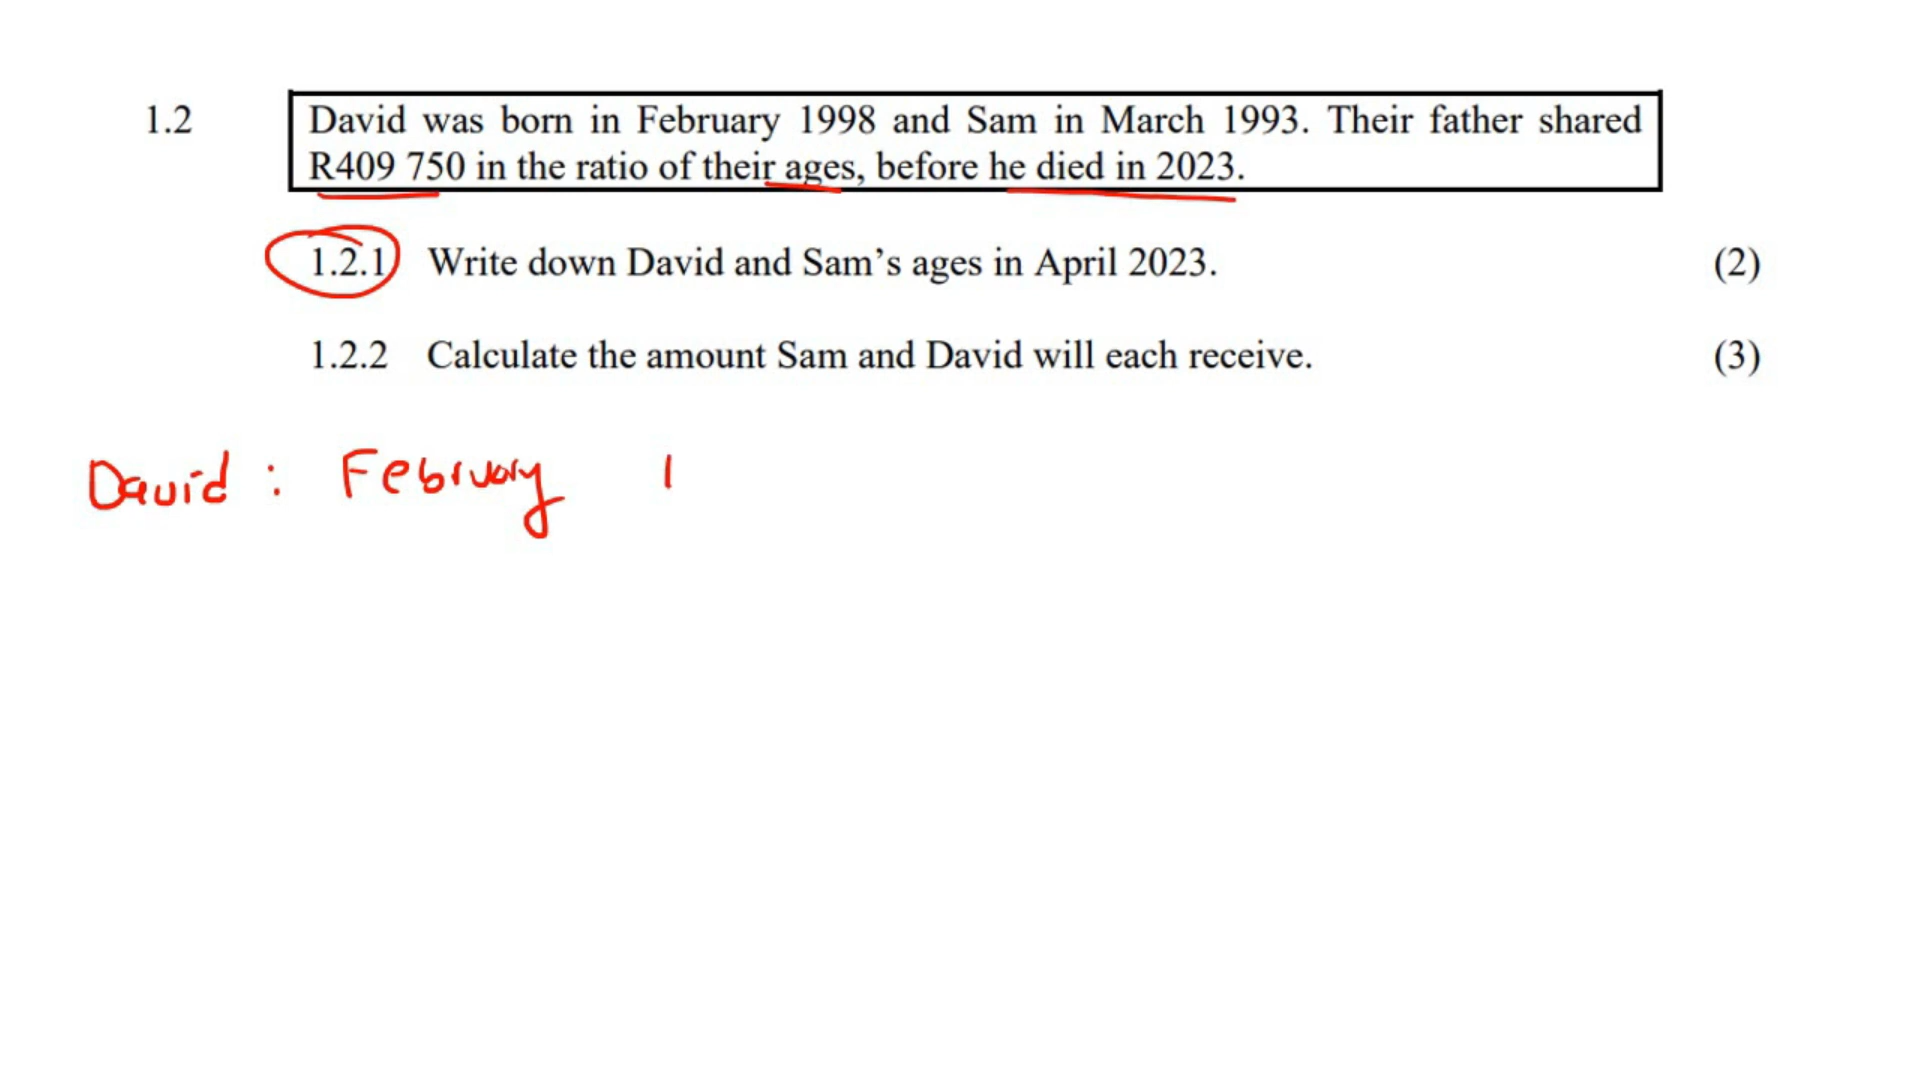 1.2 David was born in February 1998 and Sam in March 1993. Their father shared
R409 750 in the ratio of their ages, before he died in 2023.
1.2.1 Write down David and Sam's ages in April 2023. (2)
1.2.2 Calculate the amount Sam and David will each receive. (3)
David : February 1